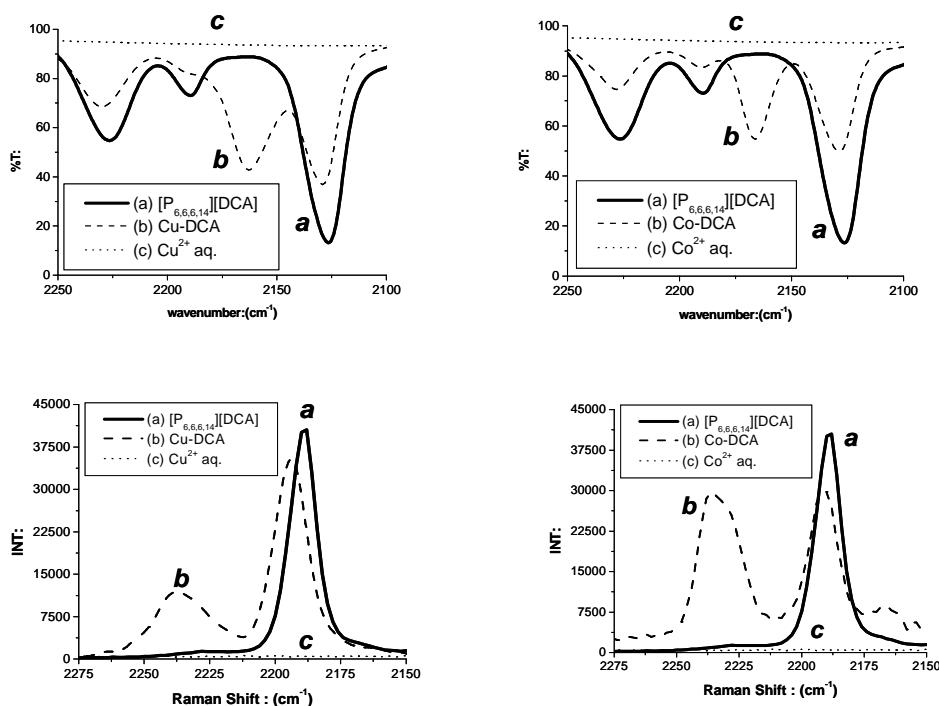 c
100
80
60
40
20
0
%T:
b
a
(a) [P6,6,6,14][DCA]
(b) Cu-DCA
(c) Cu2+ aq.
2250
2200
2150
2100
wavenumber:(cm-1)
c
100
80
60
40
20
0
%T:
b
a
(a) [P6,6,6,14][DCA]
(b) Co-DCA
(c) Co2+ aq.
2250
2200
2150
2100
wavenumber:(cm-1)
45000
37500
30000
22500
15000
7500
0
INT:
(a) [P6,6,6,14][DCA]
(b) Cu-DCA
(c) Cu2+ aq.
a
b
c
2275
2250
2225
2200
2175
2150
Raman Shift : (cm-1)
45000
37500
30000
22500
15000
7500
0
INT:
(a) [P6,6,6,14][DCA]
(b) Co-DCA
(c) Co2+ aq.
a
b
c
2275
2250
2225
2200
2175
2150
Raman Shift : (cm-1)